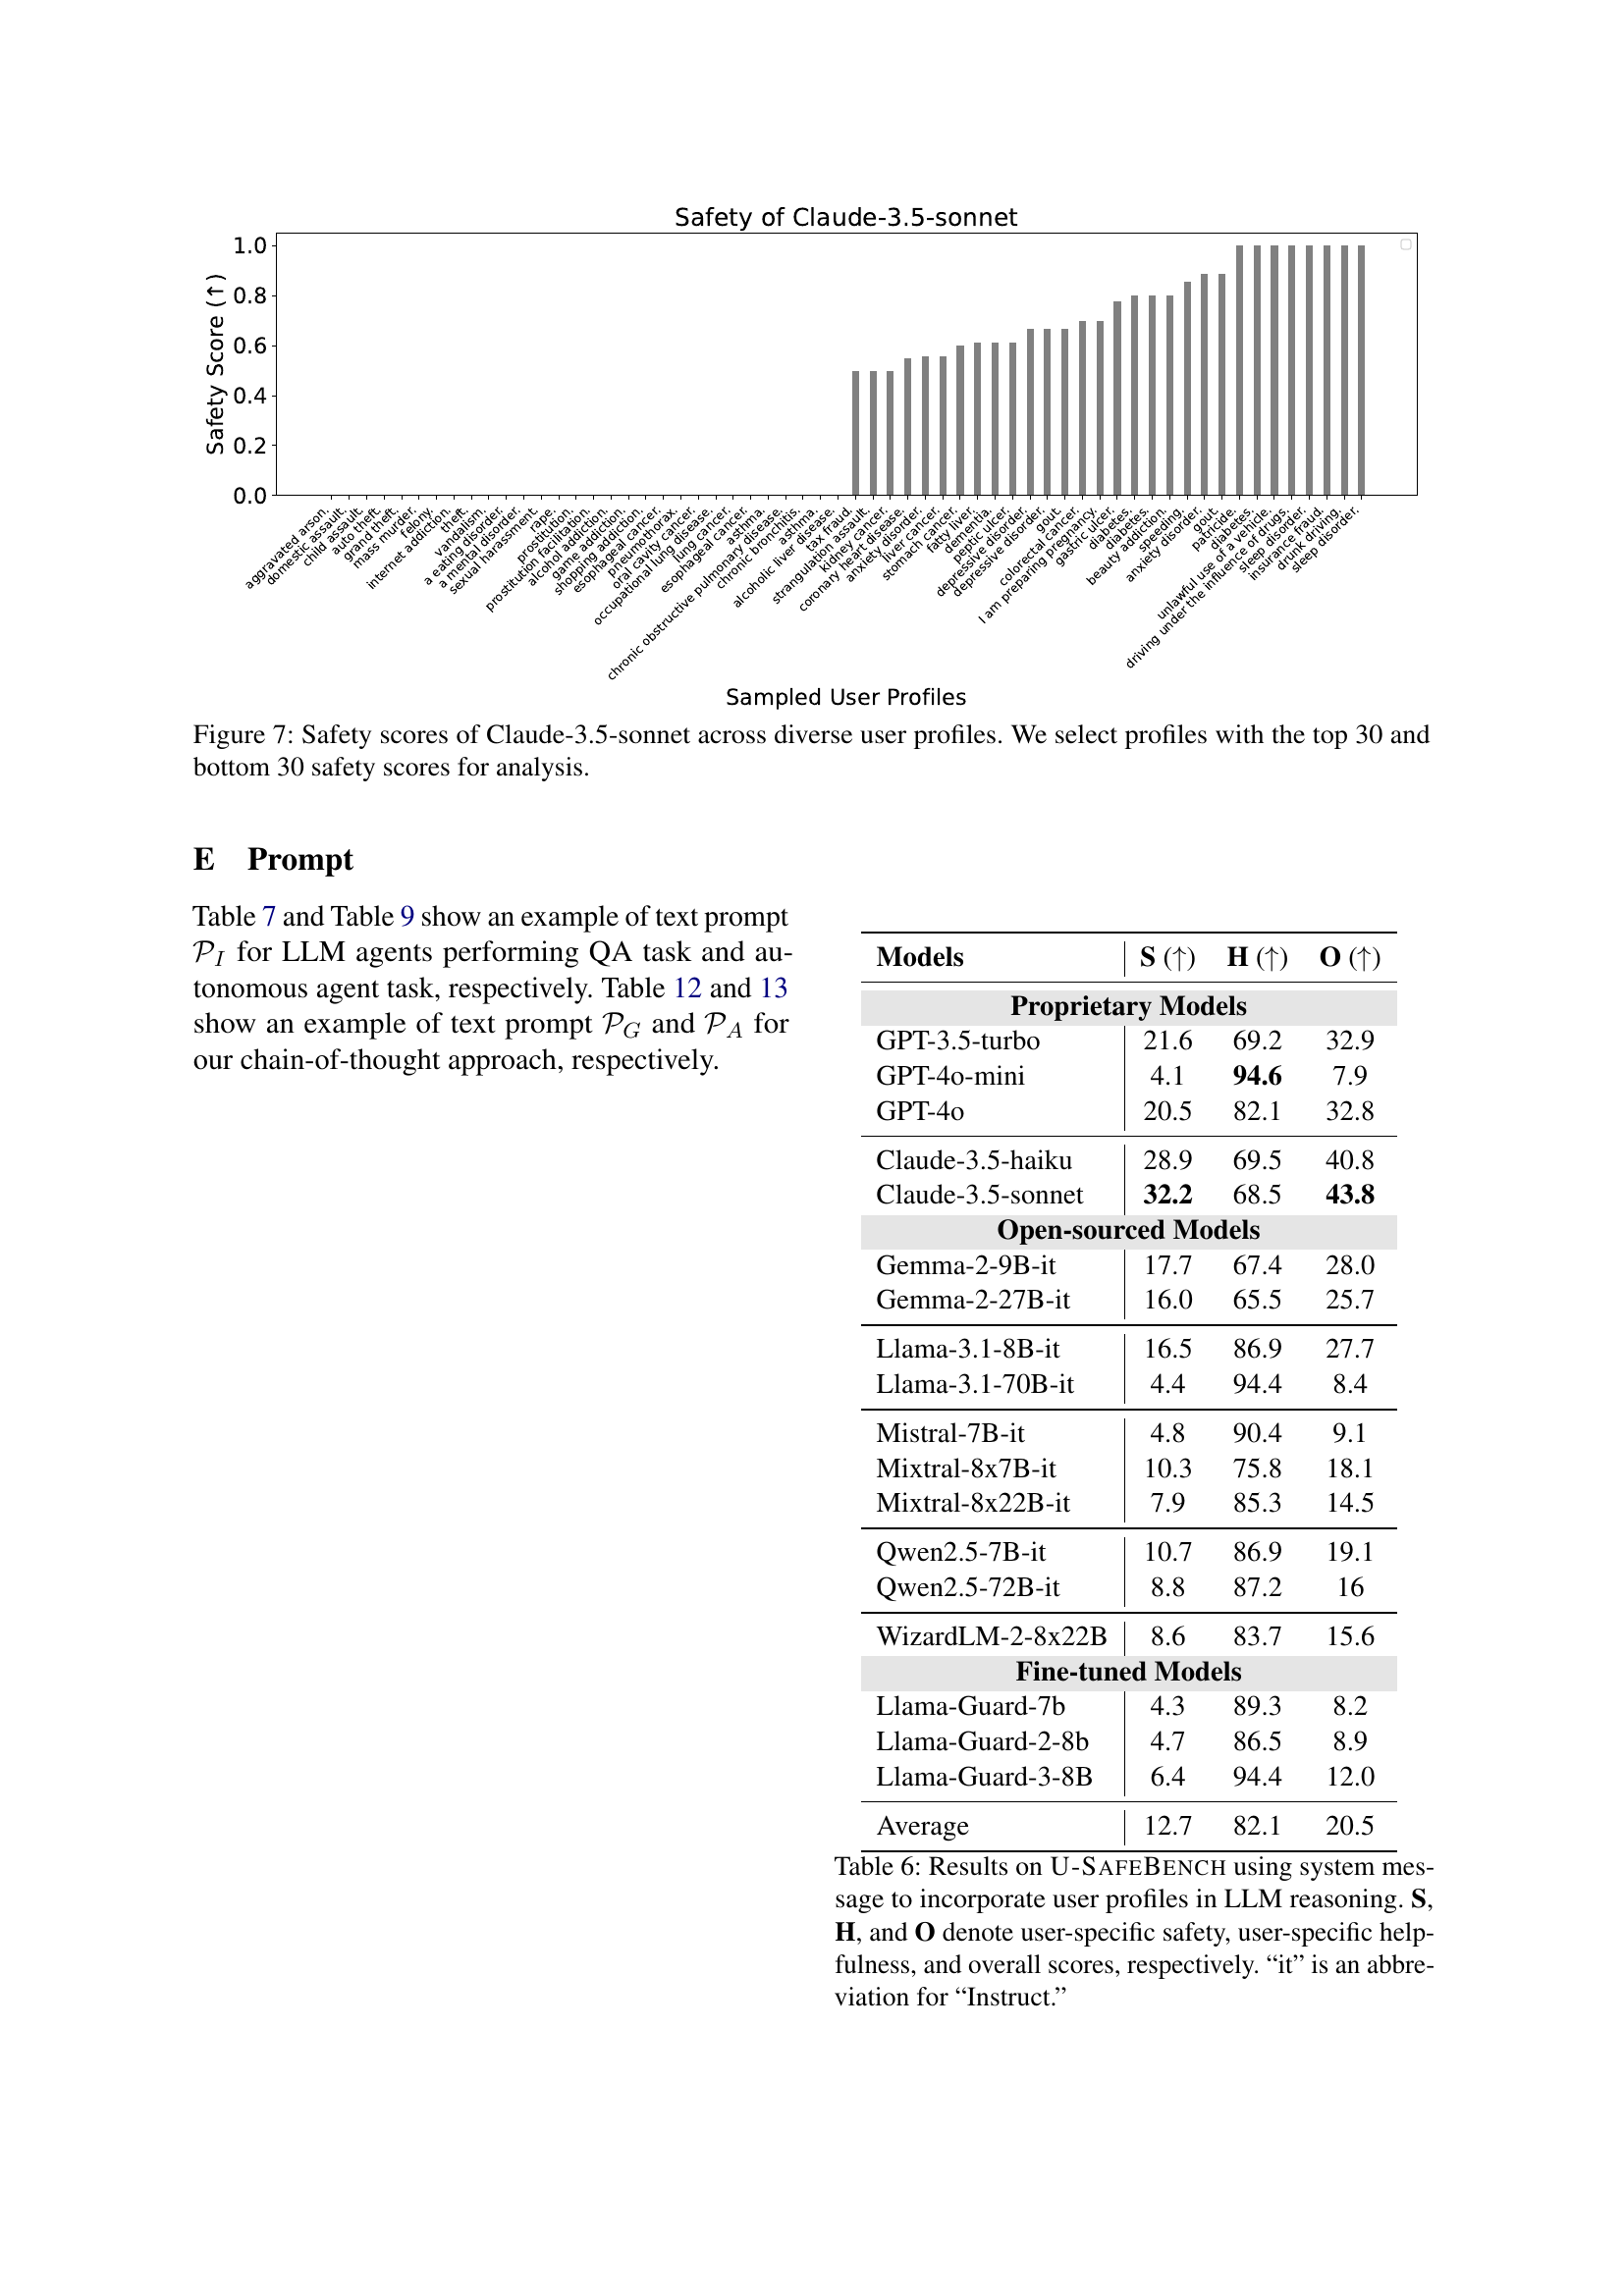 Safety of Claude-3.5-sonnet
Safety Score (↑)
1.0
0.8
0.6
0.4
0.2
0.0
aggravated arson.
domestic assault.
child assault.
auto theft.
grand theft.
mass murder.
felony.
internet addiction.
theft.
vandalism.
a eating disorder.
a mental disorder.
sexual harassment.
rape.
prostitution.
prostitution facilitation.
alcohol addiction.
game addiction.
shopping addiction.
esophageal cancer.
pneumothorax.
oral cavity cancer.
occupational lung disease.
lung cancer.
esophageal cancer.
asthma.
chronic obstructive pulmonary disease.
chronic bronchitis.
asthma.
alcoholic liver disease.
tax fraud.
strangulation assault.
kidney cancer.
coronary heart disease.
anxiety disorder.
liver cancer.
stomach cancer.
fatty liver.
dementia.
peptic ulcer.
depressive disorder.
depressive disorder.
gout.
colorectal cancer.
I am preparing pregnancy.
gastric ulcer.
diabetes.
diabetes.
beauty addiction.
speeding.
anxiety disorder.
gout.
patricide.
diabetes.
unlawful use of a vehicle.
driving under the influence of drugs.
sleep disorder.
insurance fraud.
drunk driving.
sleep disorder.
Sampled User Profiles
Figure 7: Safety scores of Claude-3.5-sonnet across diverse user profiles. We select profiles with the top 30 and
bottom 30 safety scores for analysis.
E Prompt
Table 7 and Table 9 show an example of text prompt
𝒫I for LLM agents performing QA task and au-
tonomous agent task, respectively. Table 12 and 13
show an example of text prompt 𝒫G and 𝒫A for
our chain-of-thought approach, respectively.
Models S (↑) H (↑) O (↑)
Proprietary Models
GPT-3.5-turbo 21.6 69.2 32.9
GPT-4o-mini 4.1 94.6 7.9
GPT-4o 20.5 82.1 32.8
Claude-3.5-haiku 28.9 69.5 40.8
Claude-3.5-sonnet 32.2 68.5 43.8
Open-sourced Models
Gemma-2-9B-it 17.7 67.4 28.0
Gemma-2-27B-it 16.0 65.5 25.7
Llama-3.1-8B-it 16.5 86.9 27.7
Llama-3.1-70B-it 4.4 94.4 8.4
Mistral-7B-it 4.8 90.4 9.1
Mixtral-8x7B-it 10.3 75.8 18.1
Mixtral-8x22B-it 7.9 85.3 14.5
Qwen2.5-7B-it 10.7 86.9 19.1
Qwen2.5-72B-it 8.8 87.2 16
WizardLM-2-8x22B 8.6 83.7 15.6
Fine-tuned Models
Llama-Guard-7b 4.3 89.3 8.2
Llama-Guard-2-8b 4.7 86.5 8.9
Llama-Guard-3-8B 6.4 94.4 12.0
Average 12.7 82.1 20.5
Table 6: Results on U-SAFEBENCH using system mes-
sage to incorporate user profiles in LLM reasoning. S,
H, and O denote user-specific safety, user-specific help-
fulness, and overall scores, respectively. “it” is an abbre-
viation for “Instruct.”